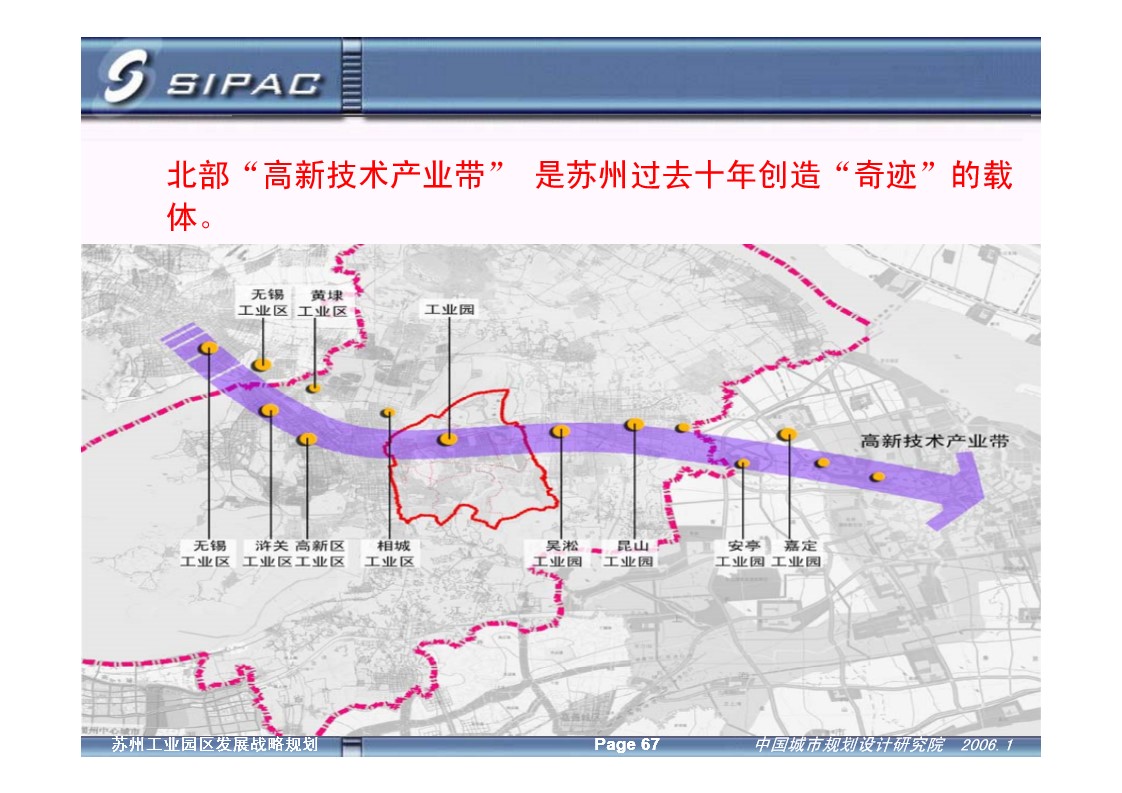 SIPAC
北部“高新技术产业带” 是苏州过去十年创造“奇迹”的载
体。
无锡
工业区
黄埭
工业区
工业园
高新技术产业带
无锡
工业区
浒关
工业区
高新区
工业区
相城
工业区
吴淞
工业园
昆山
工业园
安亭
工业园
嘉定
工业园
苏州工业园区发展战略规划
Page 67
中国城市规划设计研究院 2006.1